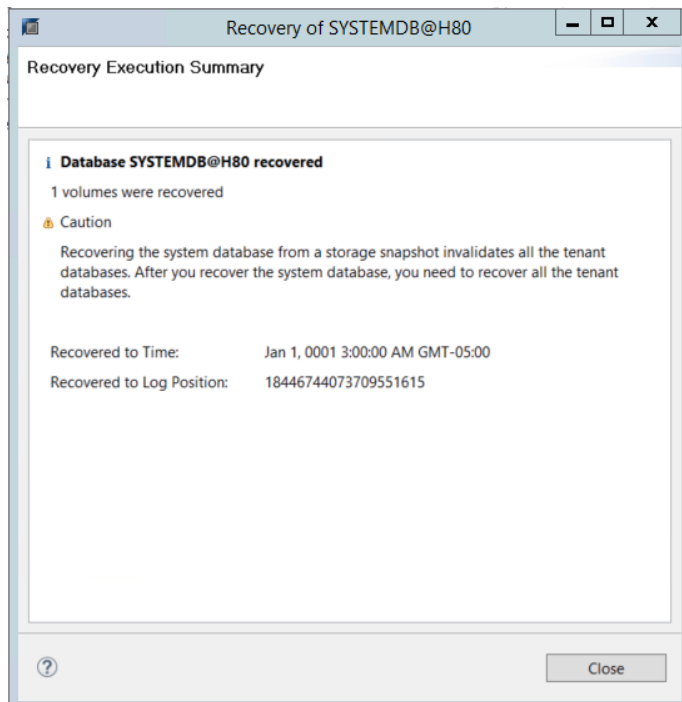 Recovery of SYSTEMDB@H80
Recovery Execution Summary
i Database SYSTEMDB@H80 recovered
1 volumes were recovered
Caution
Recovering the system database from a storage snapshot invalidates all the tenant
databases. After you recover the system database, you need to recover all the tenant
databases.
Recovered to Time: Jan 1, 0001 3:00:00 AM GMT-05:00
Recovered to Log Position: 18446744073709551615
? Close